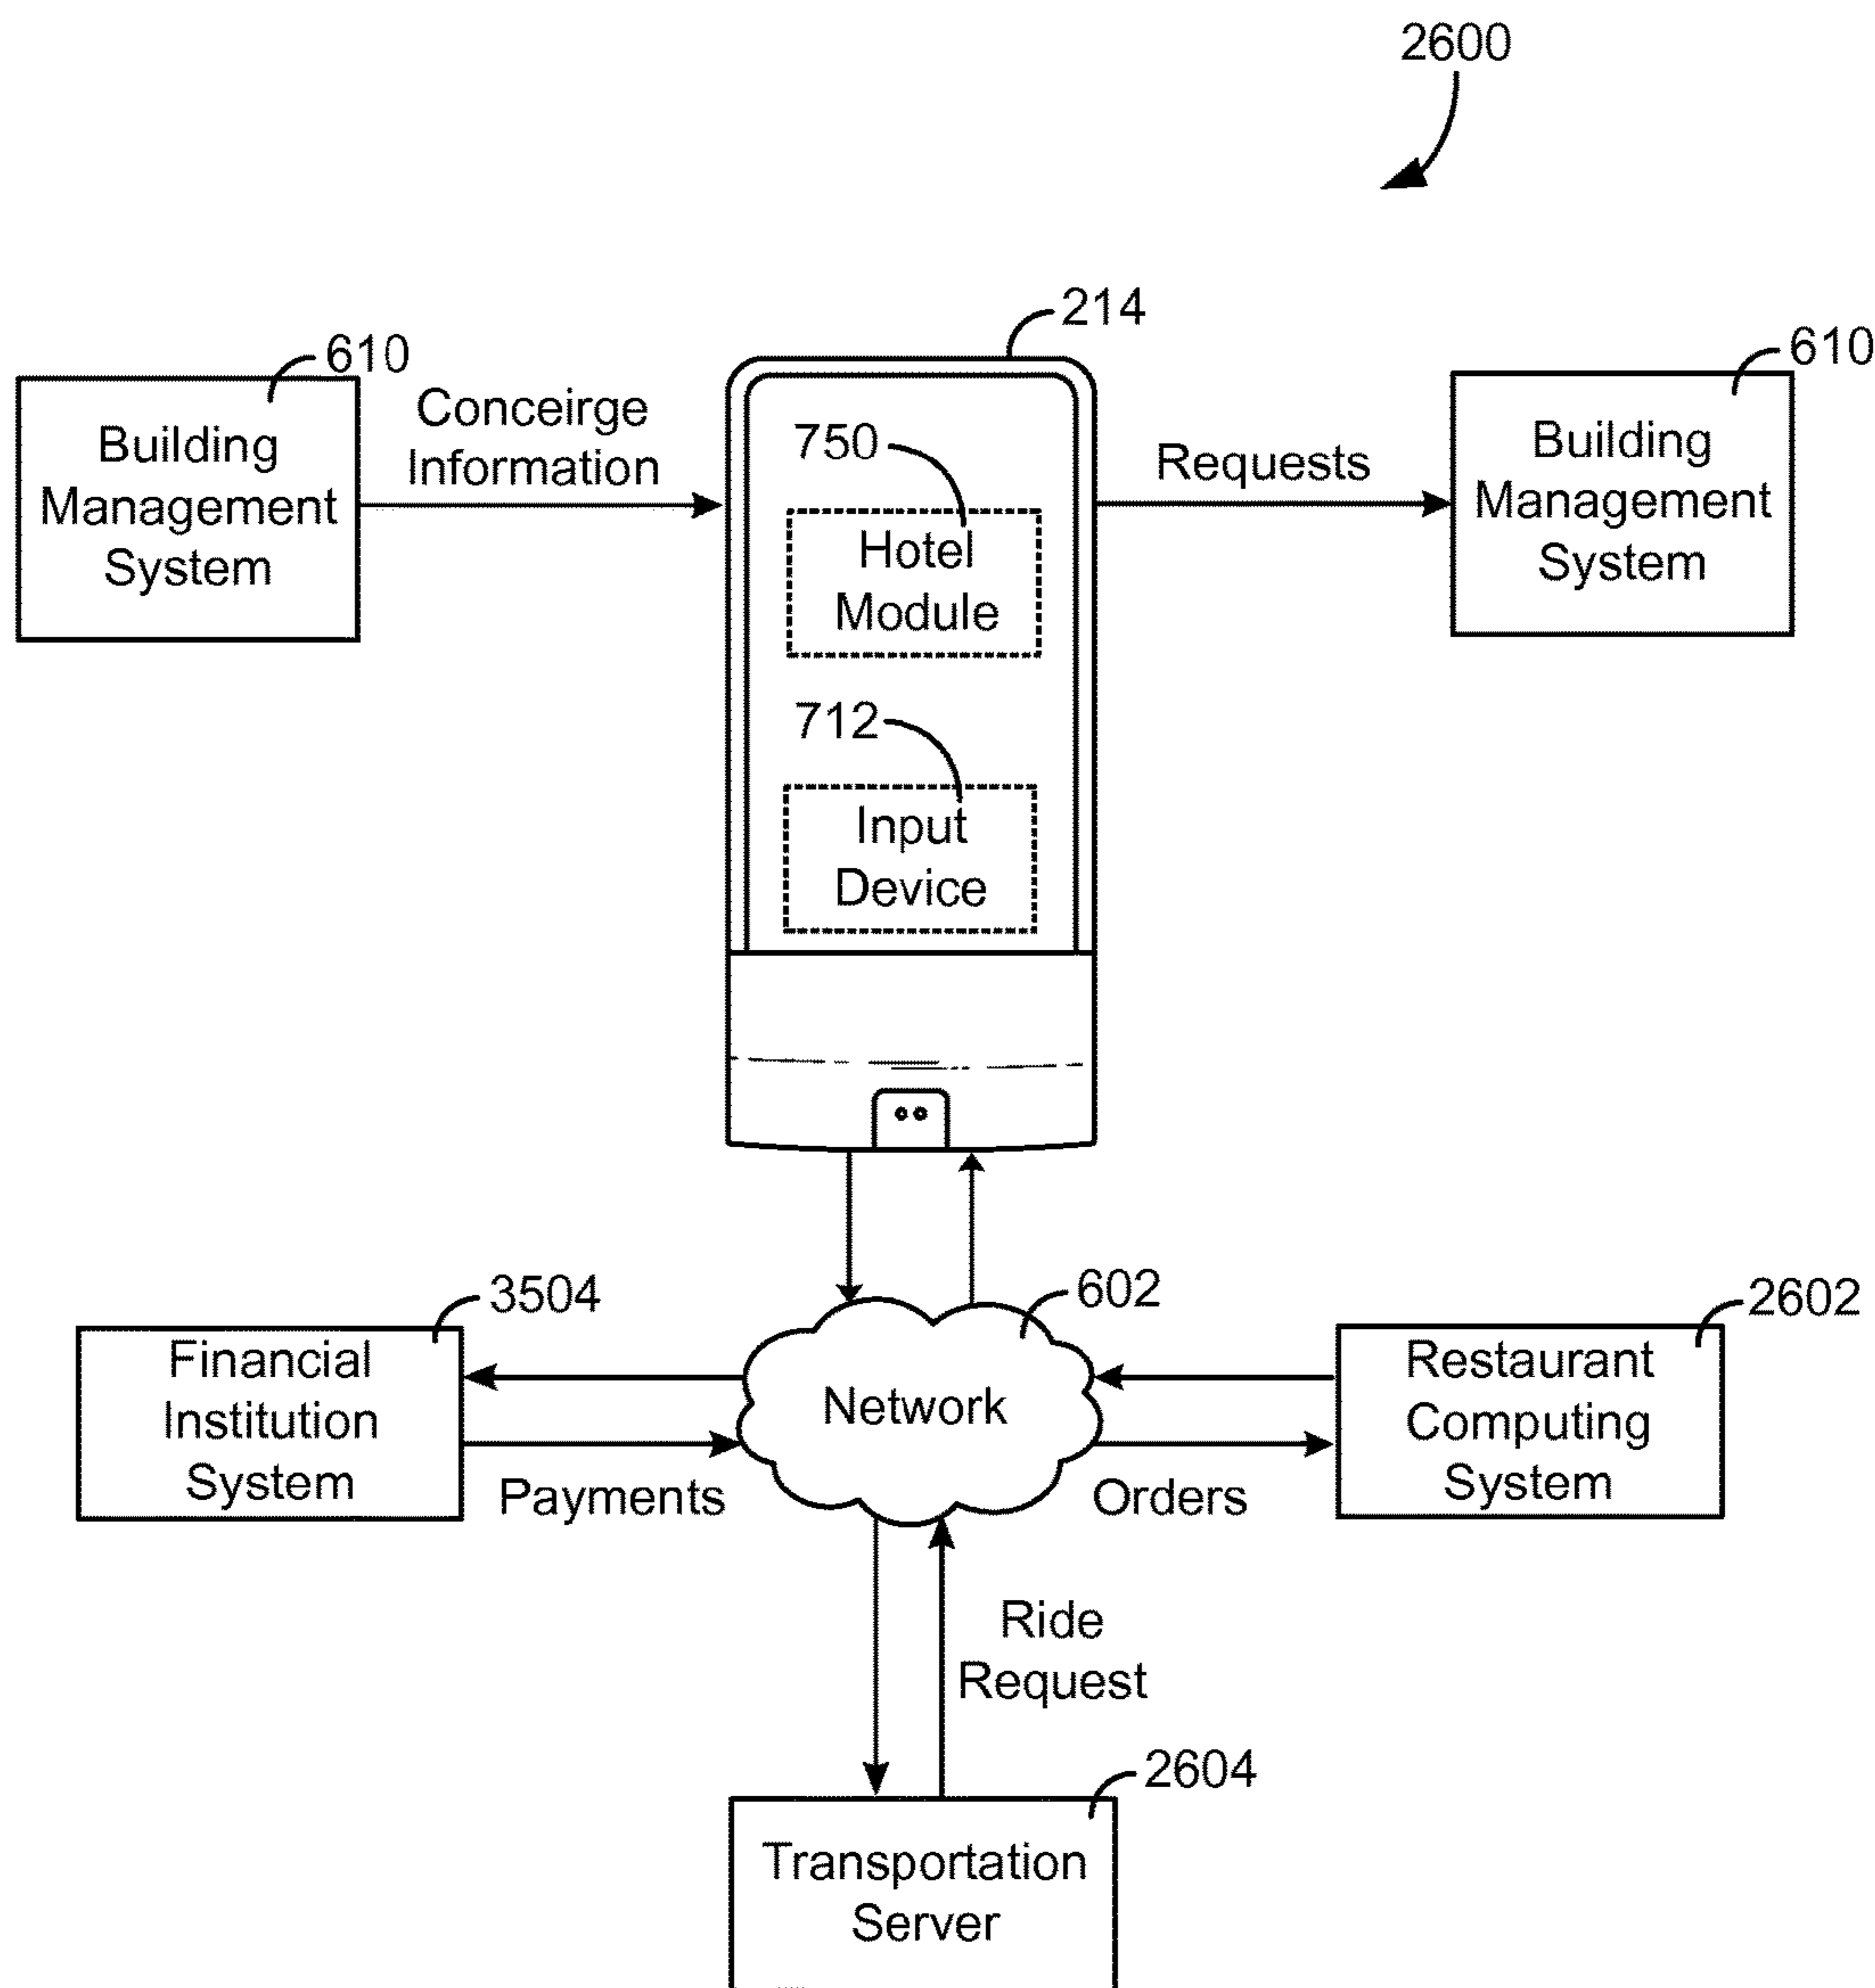 2600
214
610
610
Building
Management
System
Conceirge
Information
750
Hotel
Module
712
Input
Device
Requests
Building
Management
System
3504
Financial
Institution
System
Payments
602
Network
2602
Restaurant
Computing
System
Orders
Ride
Request
2604
Transportation
Server